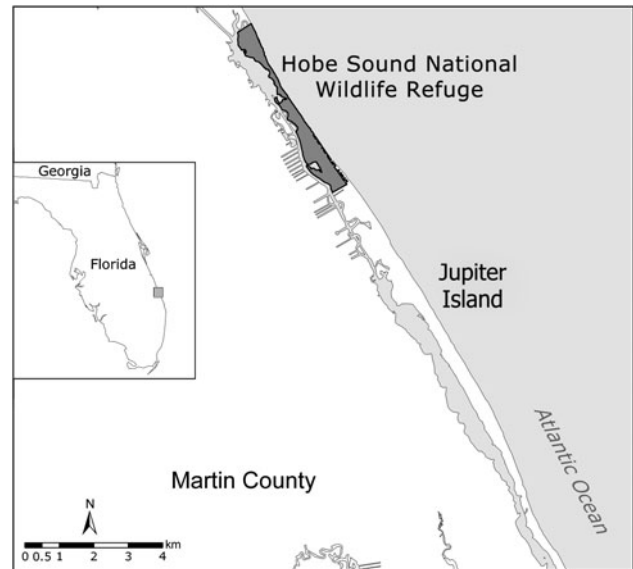 Hobe Sound National
Wildlife Refuge
Georgia
Florida
Jupiter
Island
Atlantic Ocean
Martin County
N
0 0.5 1 2 3 4 km